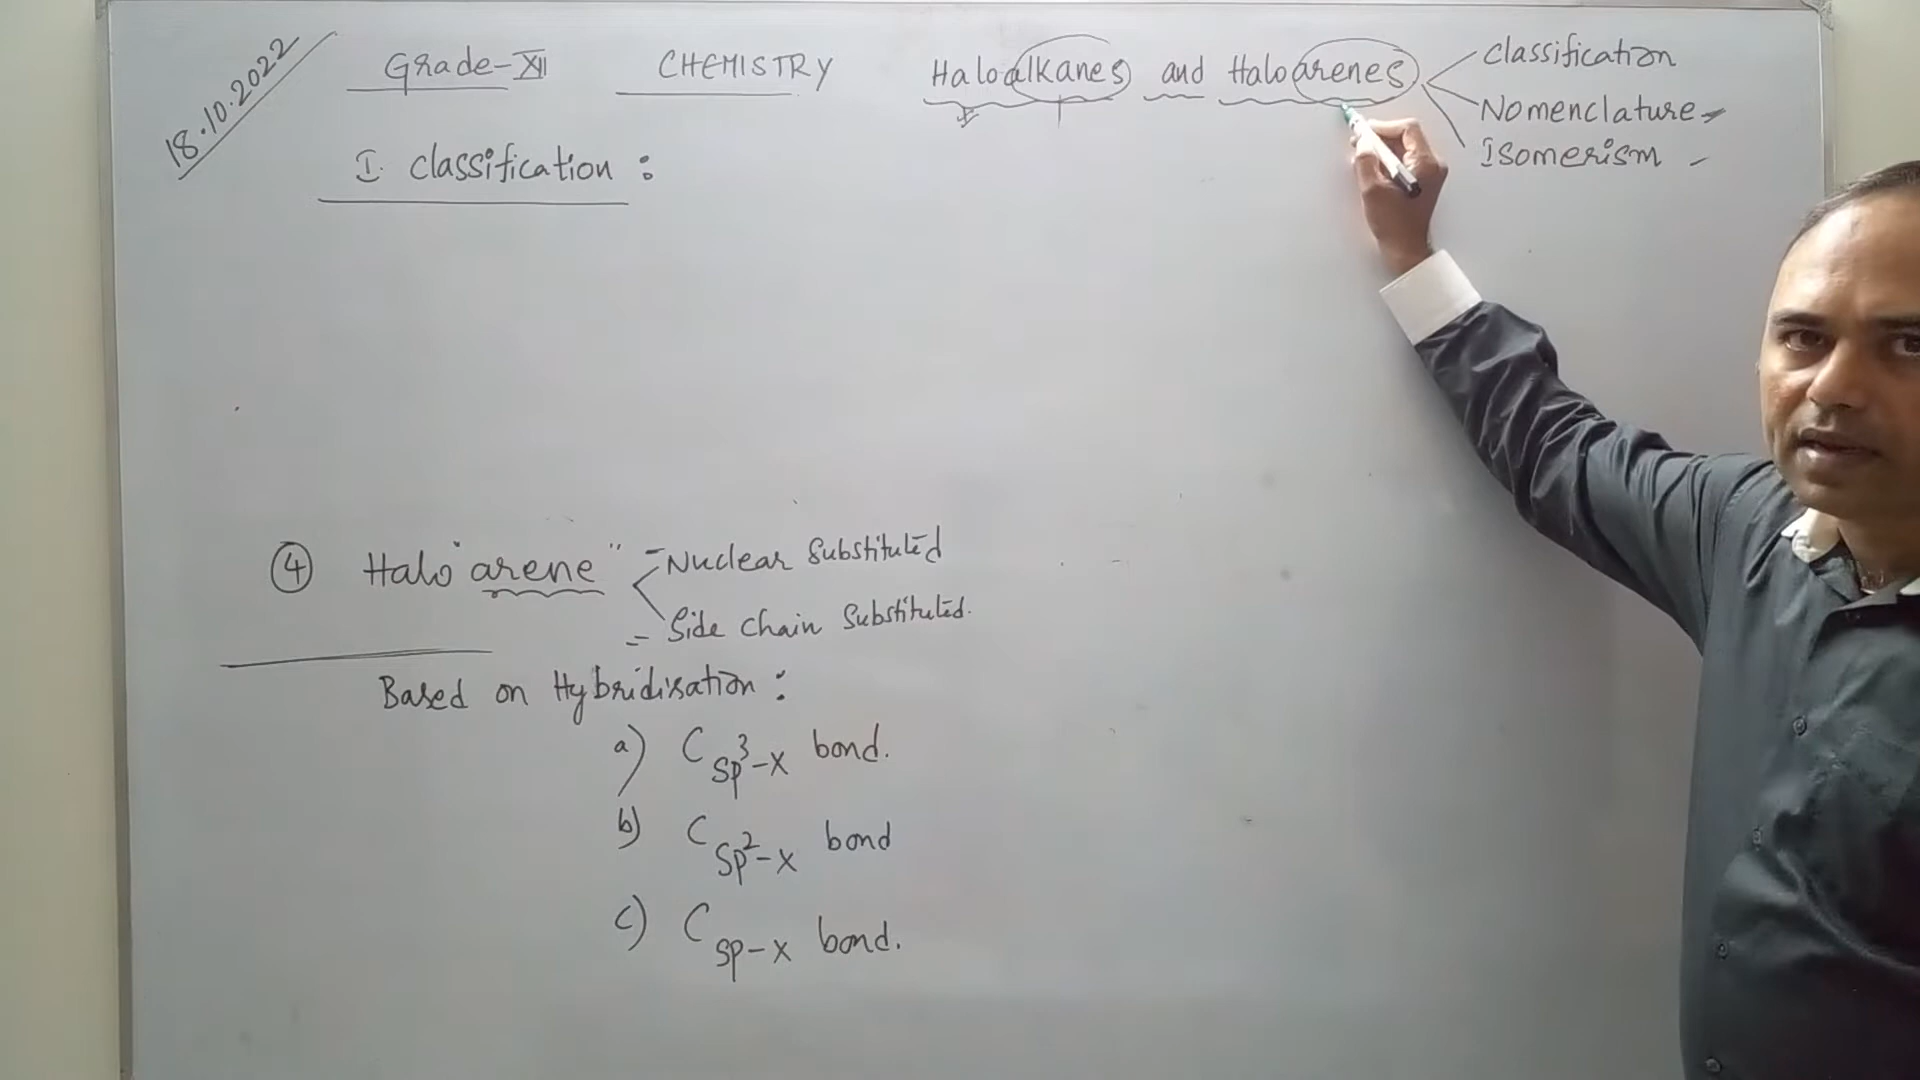 18.10.2022
Grade-XII CHEMISTRY Haloalkanes and Haloarenes
Classification
Nomenclature
Isomerism
I. Classification :
④ Halo "arene"
- Nuclear Substituted
= Side Chain Substituted.
Based on Hybridisation :
a) C sp³-X bond.
b) C sp²-X bond
c) C sp-X bond.